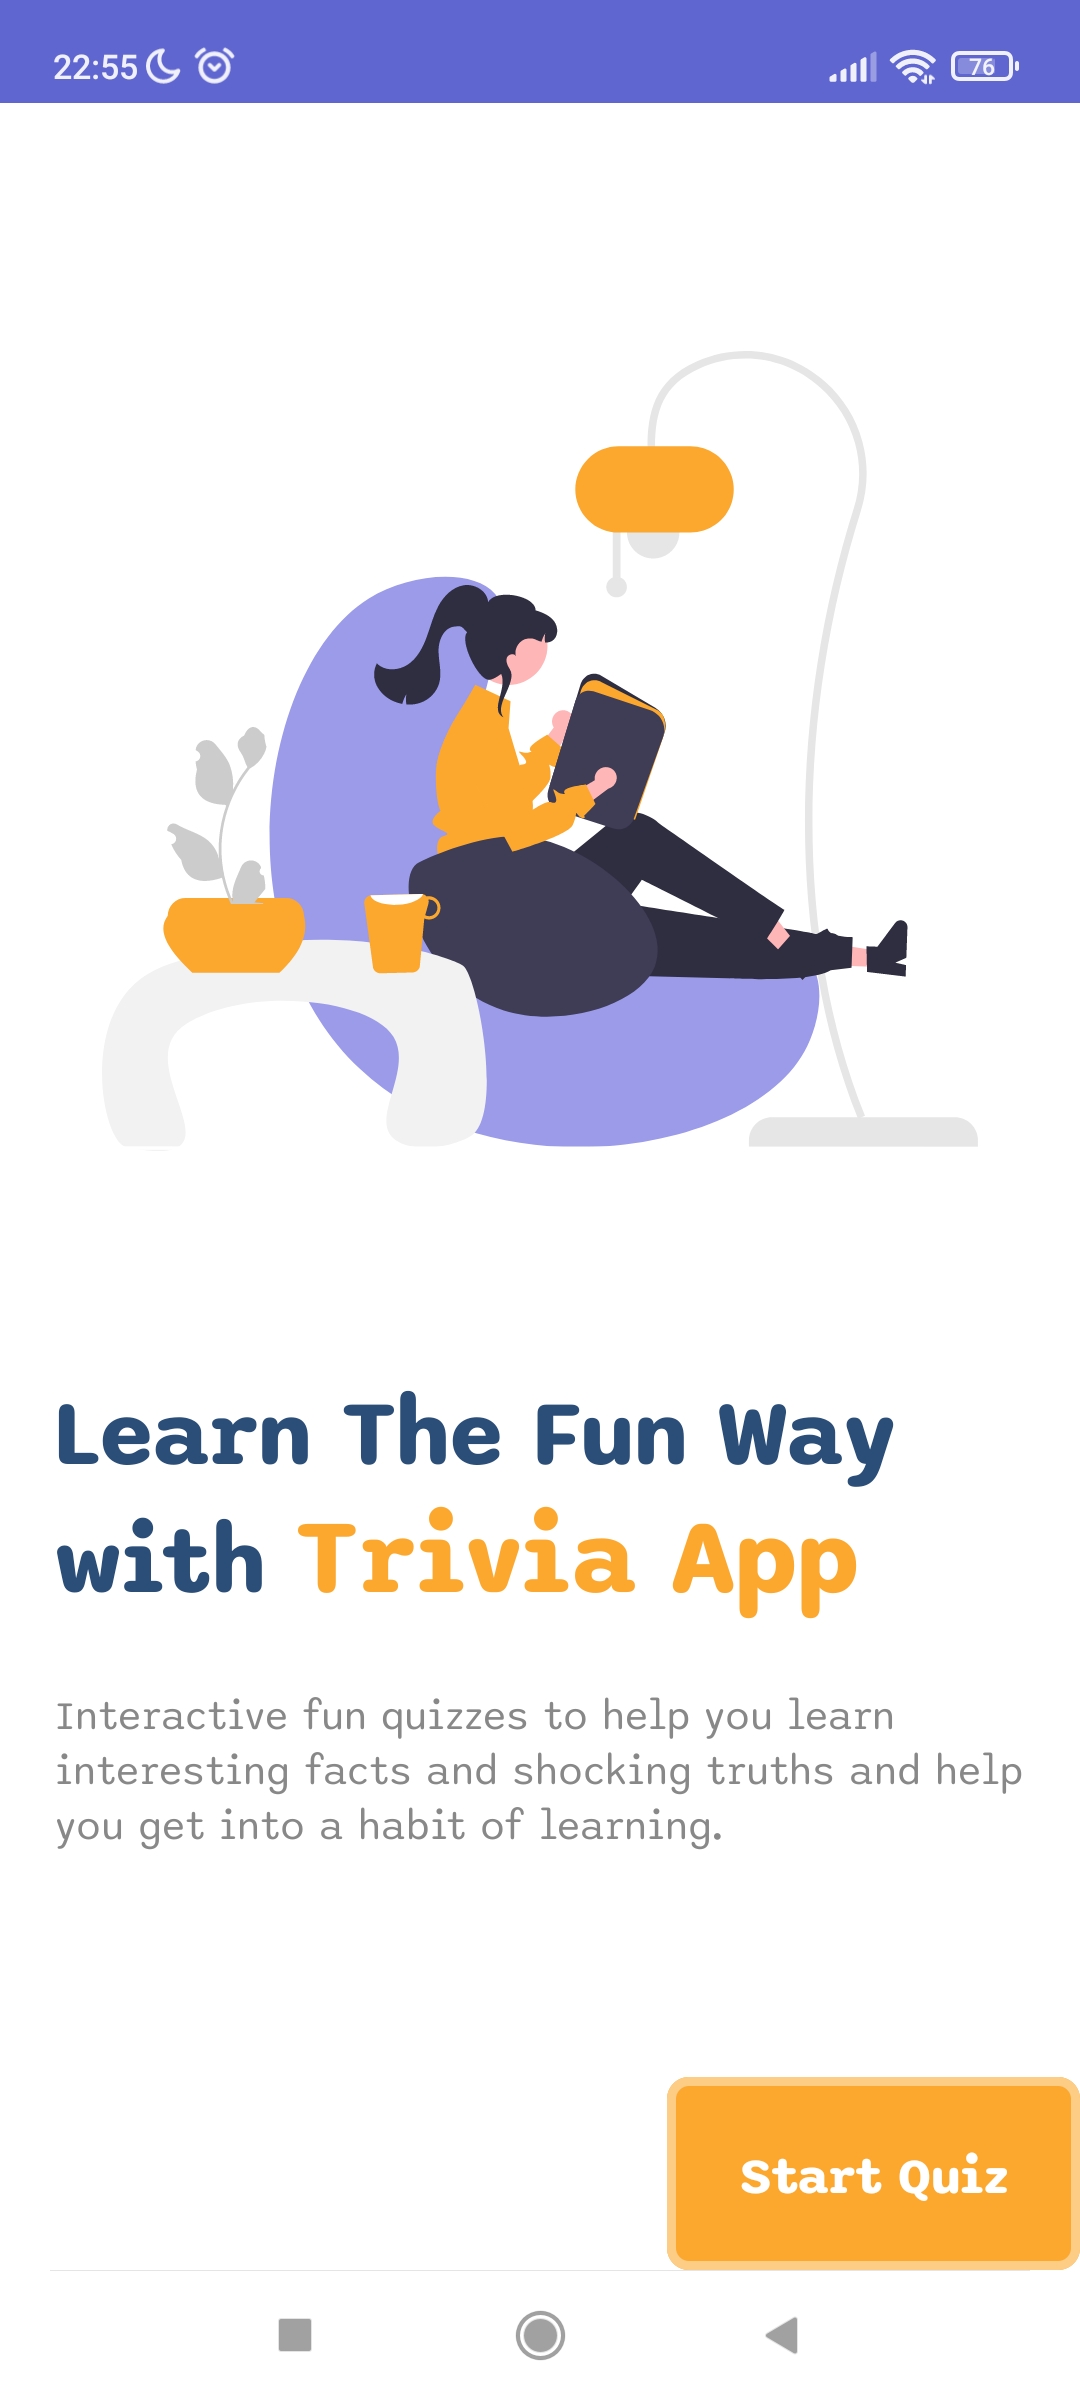 22:55
76
Learn The Fun Way
with Trivia App
Interactive fun quizzes to help you learn
interesting facts and shocking truths and help
you get into a habit of learning.
Start Quiz